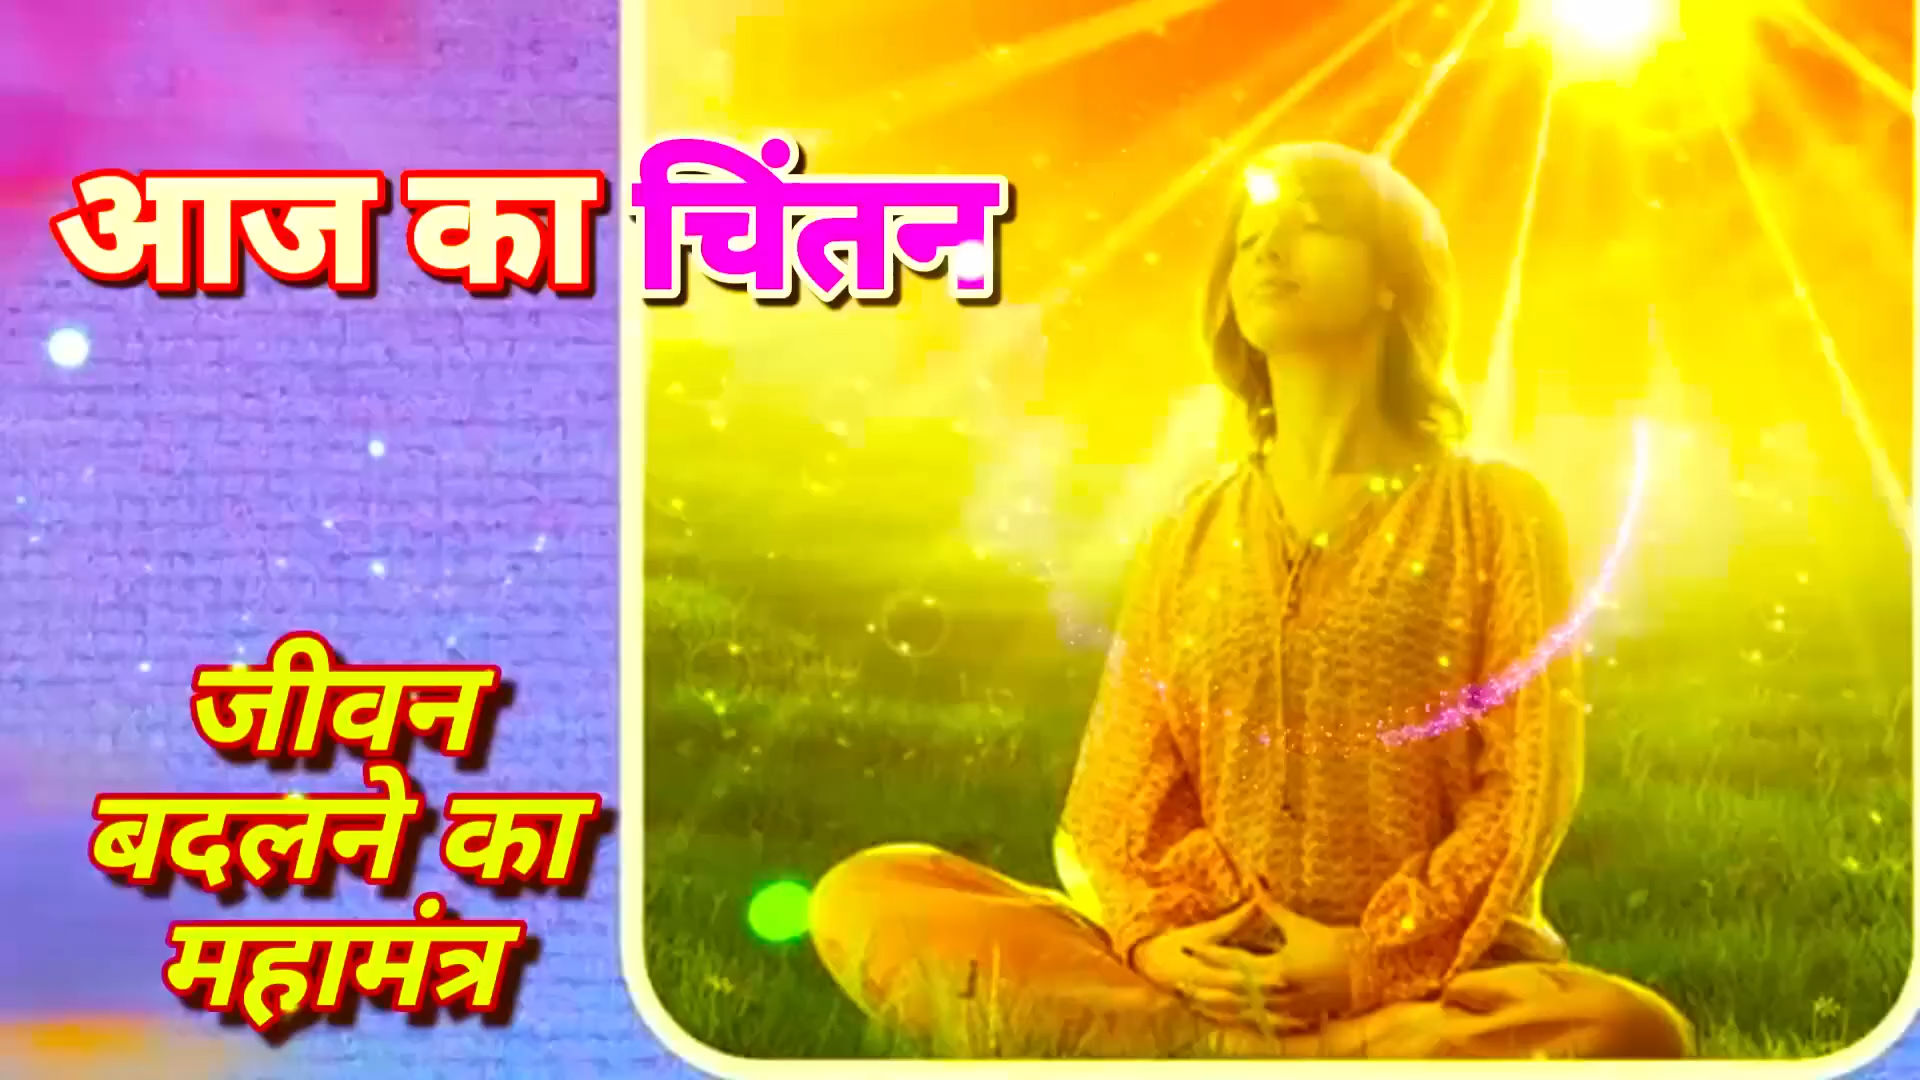 आज का चिंतन
जीवन
बदलने का
महामंत्र